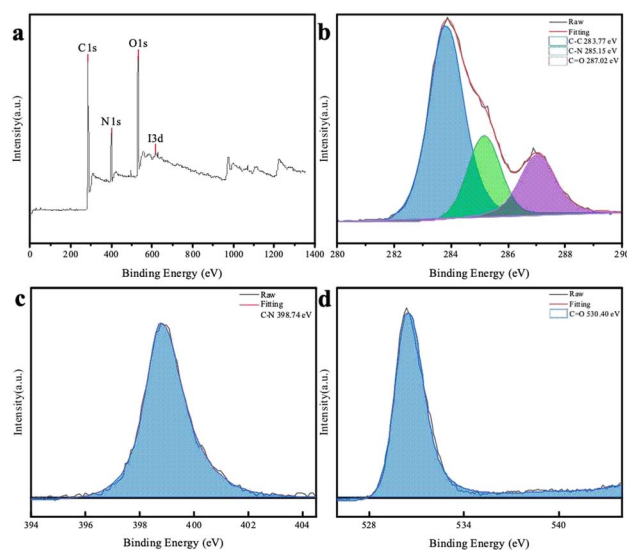 a
C1s
O1s
N1s
I3d
Intensity(a.u.)
0 200 400 600 800 1000 1200 1400
Binding Energy (eV)
b
Raw
Fitting
C-C 283.77 eV
C-N 285.15 eV
C=O 287.02 eV
Intensity(a.u.)
280 282 284 286 288 290
Binding Energy (eV)
c
Raw
Fitting
C-N 398.74 eV
Intensity(a.u.)
394 396 398 400 402 404
Binding Energy (eV)
d
Raw
Fitting
C=O 530.40 eV
Intensity(a.u.)
528 534 540
Binding Energy (eV)